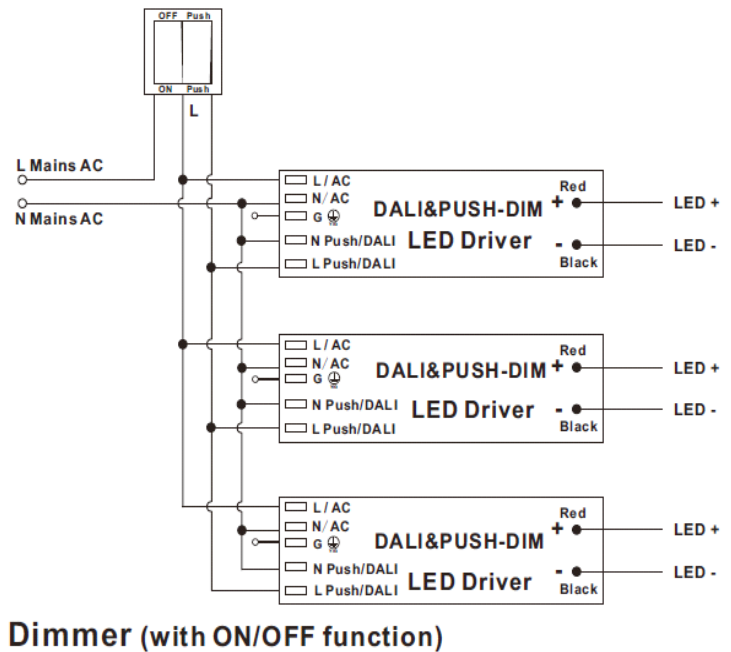 OFF Push
ON Push
L
L Mains AC
N Mains AC
L/AC
N/AC
G
N Push/DALI
L Push/DALI
DALI&PUSH-DIM
LED Driver
Red
+
-
Black
LED +
LED -
L/AC
N/AC
G
N Push/DALI
L Push/DALI
DALI&PUSH-DIM
LED Driver
Red
+
-
Black
LED +
LED -
L/AC
N/AC
G
N Push/DALI
L Push/DALI
DALI&PUSH-DIM
LED Driver
Red
+
-
Black
LED +
LED -
Dimmer (with ON/OFF function)